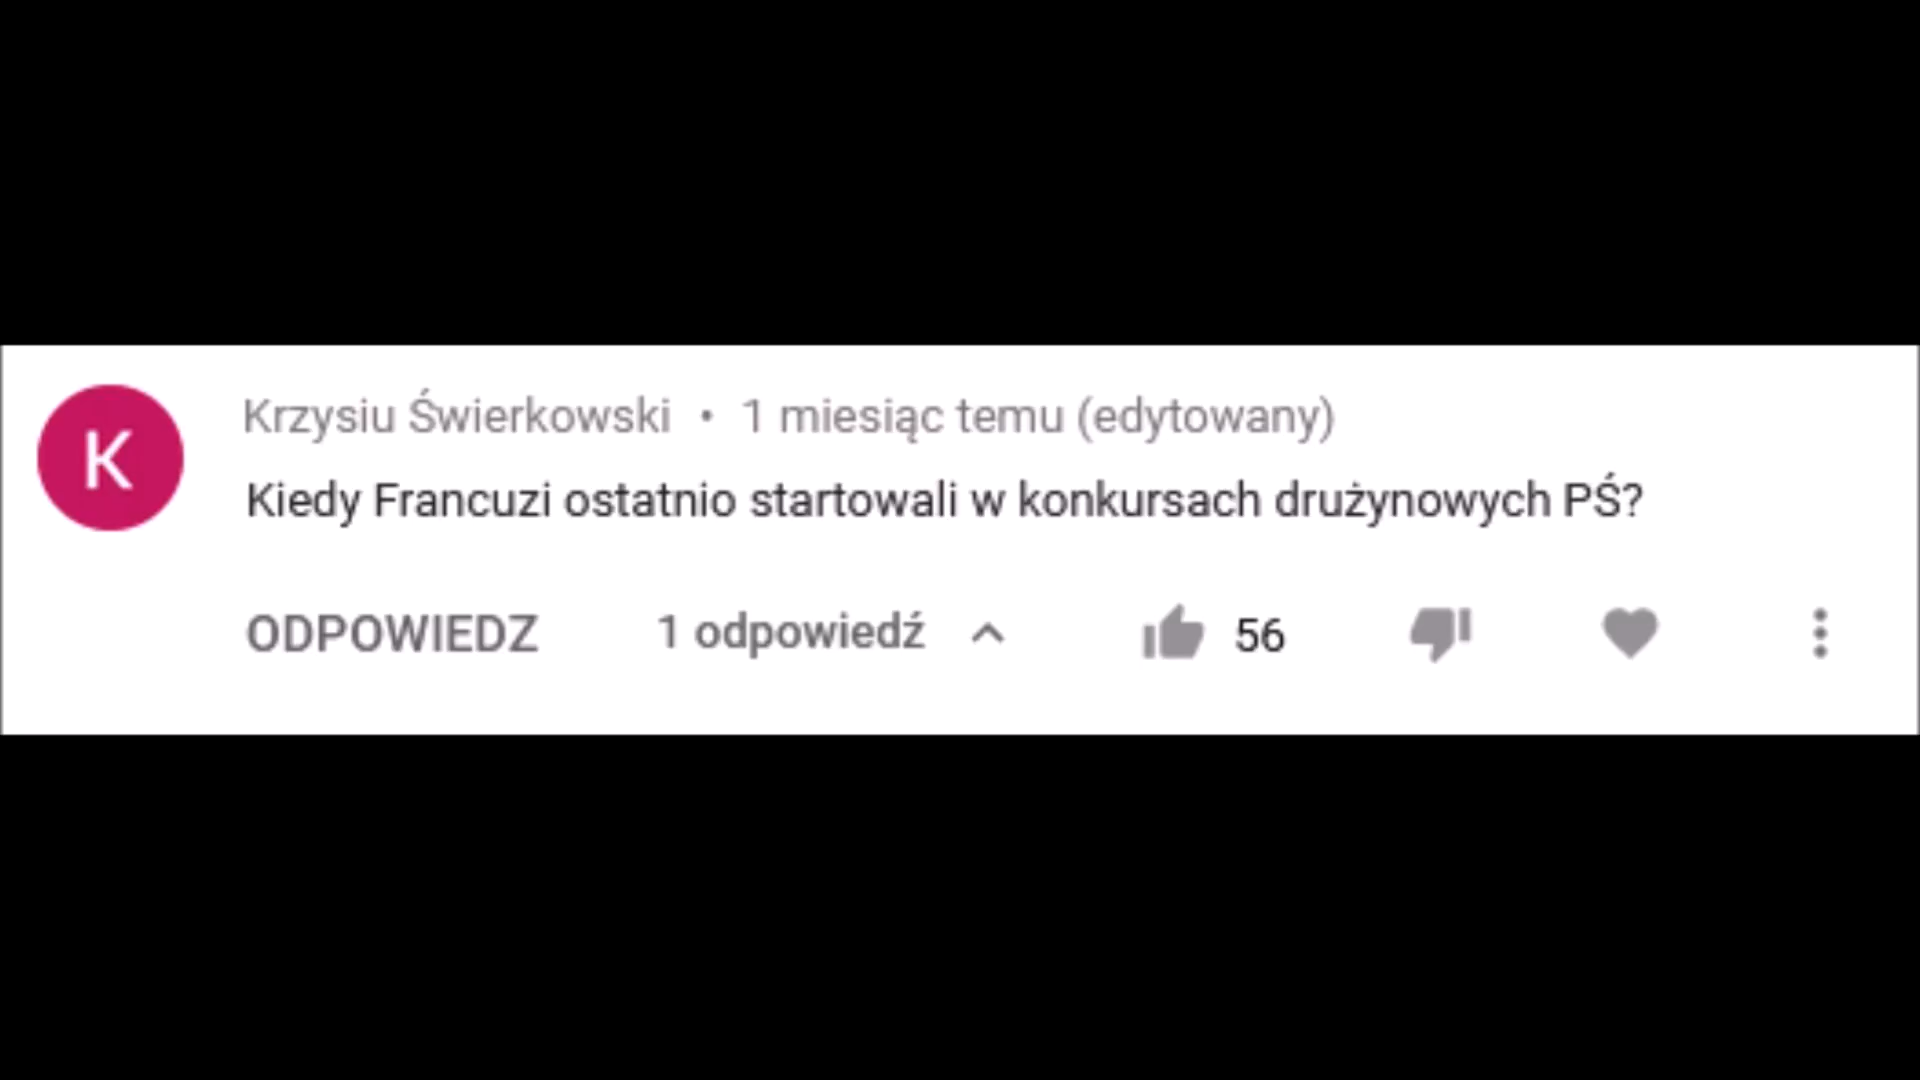 K
Krzysiu Świerkowski • 1 miesiąc temu (edytowany)
Kiedy Francuzi ostatnio startowali w konkursach drużynowych PŚ?
ODPOWIEDZ 1 odpowiedź 56